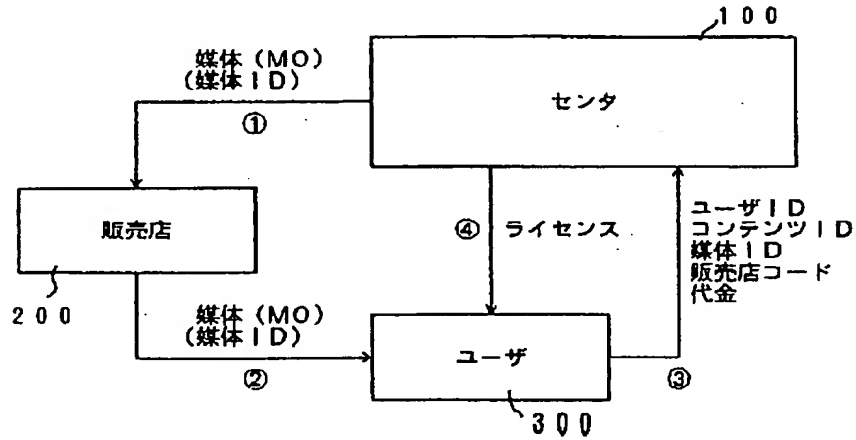 100
媒体(MO)
(媒体ID)
①
センタ
販売店
200
④ ライセンス
ユーザID
コンテンツID
媒体ID
販売店コード
代金
媒体(MO)
(媒体ID)
②
ユーザ
③
300